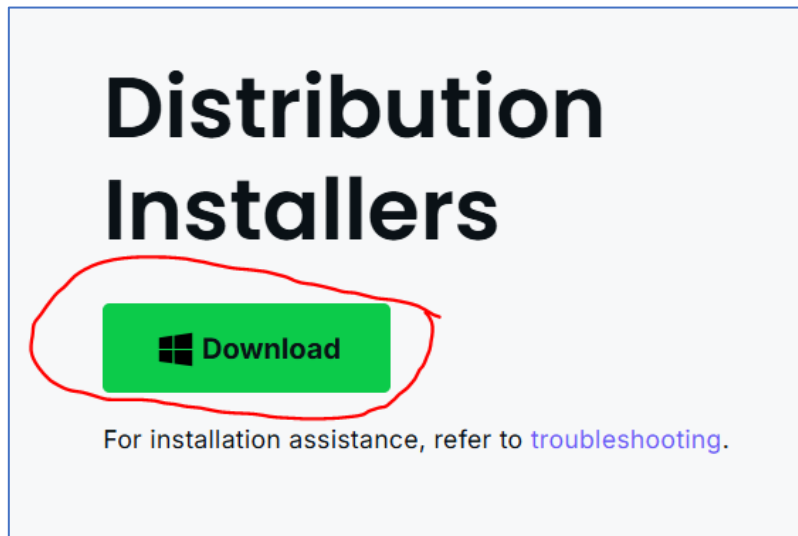 Distribution
Installers
Download
For installation assistance, refer to troubleshooting.